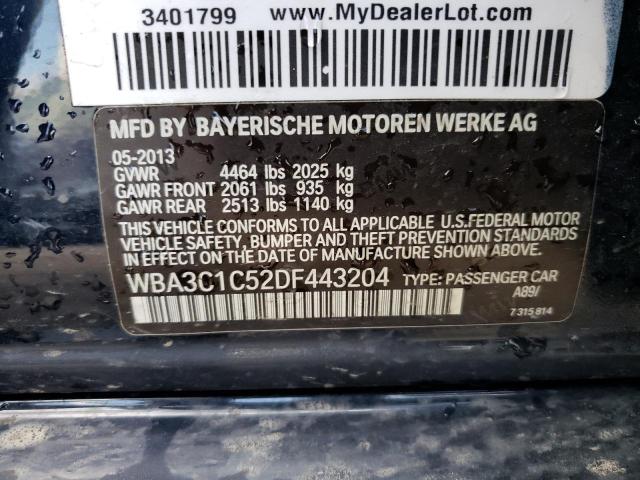 3401799 www.MyDealerLot.com
MFD BY BAYERISCHE MOTOREN WERKE AG
05-2013
GVWR 4464 lbs 2025 kg
GAWR FRONT 2061 lbs 935 kg
GAWR REAR 2513 lbs 1140 kg
THIS VEHICLE CONFORMS TO ALL APPLICABLE U.S.FEDERAL MOTOR
VEHICLE SAFETY, BUMPER AND THEFT PREVENTION STANDARDS
IN EFFECT ON THE DATE OF MANUFACTURE SHOWN ABOVE.
WBA3C1C52DF443204 TYPE: PASSENGER CAR
A89/
7 315 814